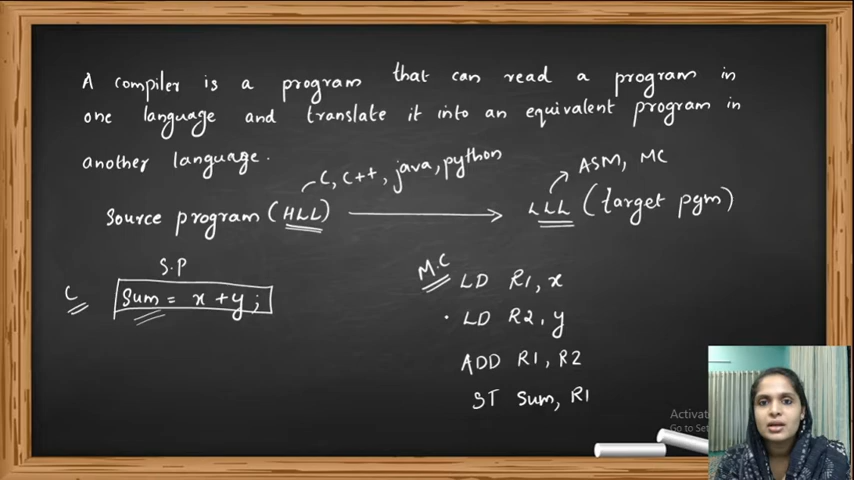 A compiler is a program that can read a program in
one language and translate it into an equivalent program in
another language.
C, C++, java, python
ASM, MC
Source program (HLL)
LLL (target pgm)
S.P
C
Sum = x + y ;
M.C
LD R1, x
LD R2, y
ADD R1, R2
ST Sum, R1
Activat
Go to Set